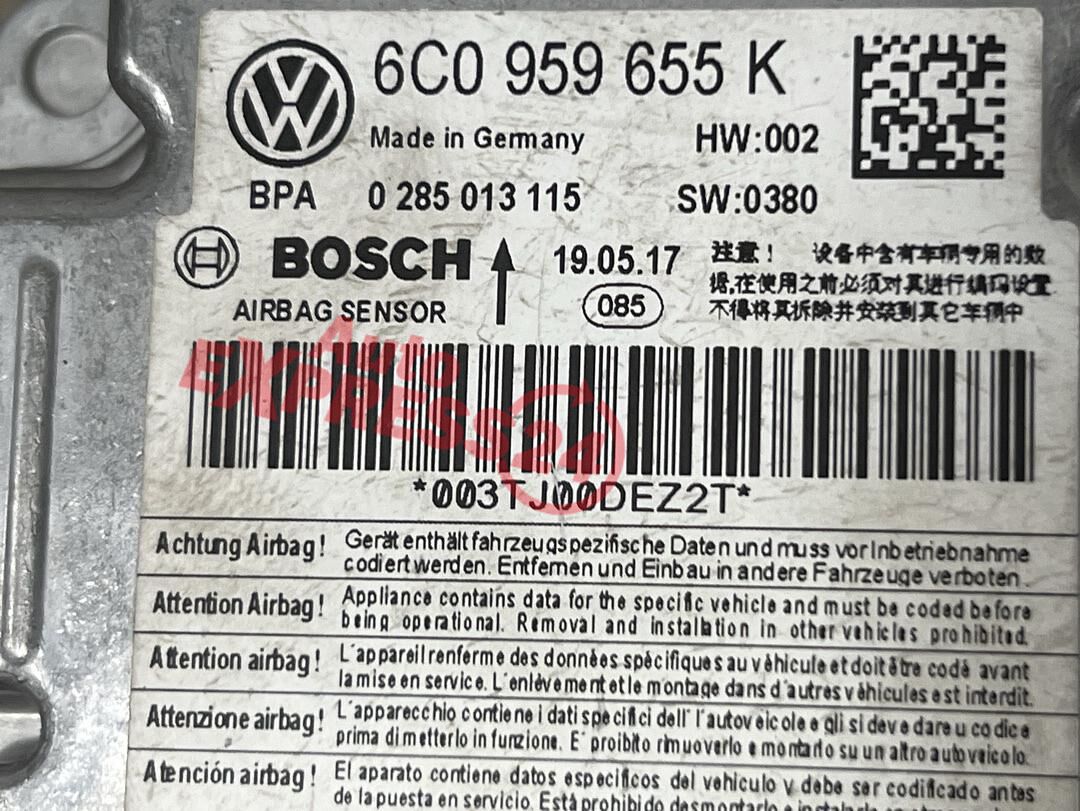 6C0 959 655 K
Made in Germany HW:002
BPA 0 285 013 115 SW:0380
BOSCH 19.05.17
AIRBAG SENSOR 085
注意！ 设备中含有车辆专用的数
据,在使用之前必须对其进行编码设置
不得将其拆除并安装到其它车辆中
Auto
EXPRESS24
*003TJ00DEZ2T*
Achtung Airbag! Gerät enthält fahrzeugspezifische Daten und muss vor Inbetriebnahme
codiert werden. Entfernen und Einbau in andere Fahrzeuge verboten.
Attention Airbag! Appliance contains data for the specific vehicle and must be coded before
being operational. Removal and installation in other vehicles prohibited.
Attention airbag! L'appareil renferme des données spécifiques au véhicule et doit être codé avant
la mise en service. L'enlèvement et le montage dans d'autres véhicules est interdit.
Attenzione airbag! L'apparecchio contiene i dati specifici dell' l'autoveicolo e gli si deve dare u codice
prima di metterlo in funzione. E' proibito rimuoverlo e montarlo su un altro autoveicolo.
Atención airbag! El aparato contiene datos especificos del vehículo y debe ser codificado antes
de la puesta en servicio. Está prohibido desmontarlo e instalarlo